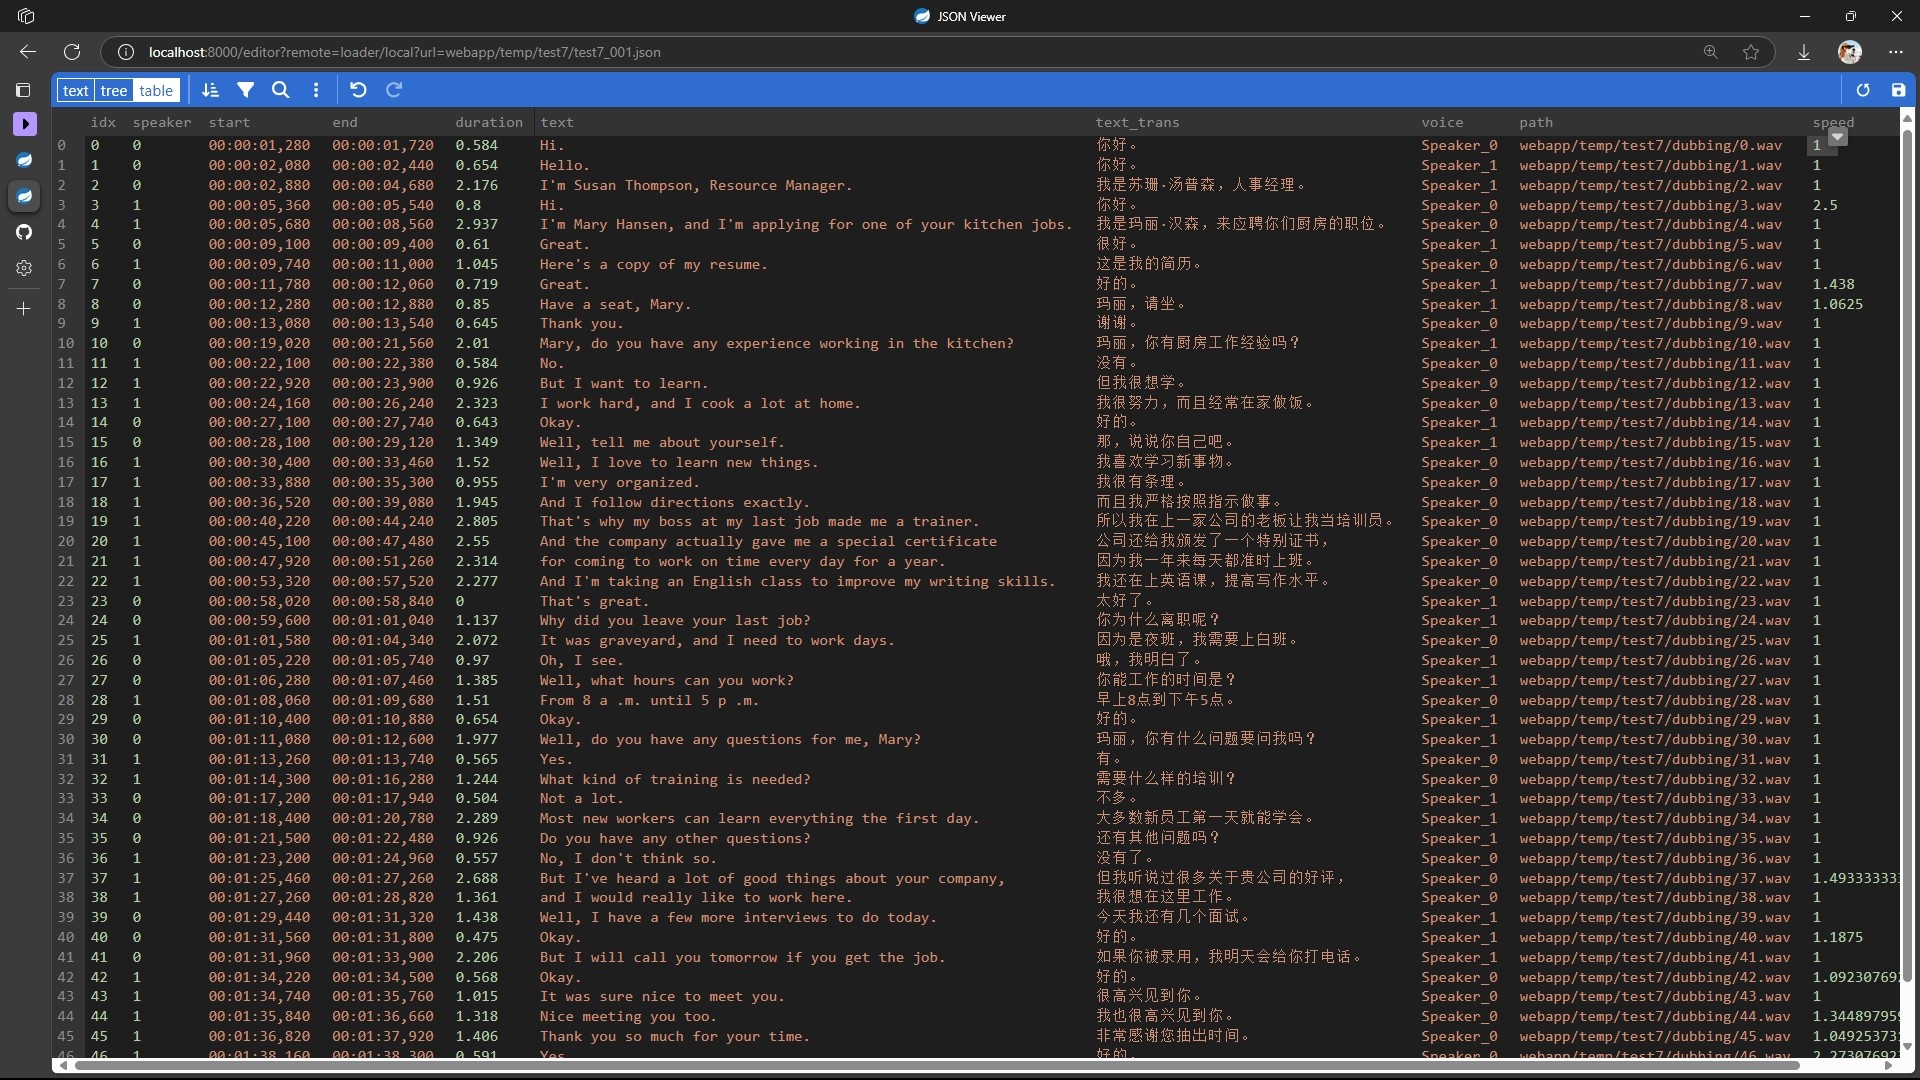 JSON Viewer
localhost:8000/editor?remote=loader/local?url=webapp/temp/test7/test7_001.json
text tree table
idx speaker start end duration text text_trans voice path speed
0 0 0 00:00:01,280 00:00:01,720 0.584 Hi. 你好。 Speaker_0 webapp/temp/test7/dubbing/0.wav 1
1 1 0 00:00:02,080 00:00:02,440 0.654 Hello. 你好。 Speaker_1 webapp/temp/test7/dubbing/1.wav 1
2 2 0 00:00:02,880 00:00:04,680 2.176 I'm Susan Thompson, Resource Manager. 我是苏珊·汤普森，人事经理。 Speaker_1 webapp/temp/test7/dubbing/2.wav 1
3 3 1 00:00:05,360 00:00:05,540 0.8 Hi. 你好。 Speaker_0 webapp/temp/test7/dubbing/3.wav 2.5
4 4 1 00:00:05,680 00:00:08,560 2.937 I'm Mary Hansen, and I'm applying for one of your kitchen jobs. 我是玛丽·汉森，来应聘你们厨房的职位。 Speaker_0 webapp/temp/test7/dubbing/4.wav 1
5 5 0 00:00:09,100 00:00:09,400 0.61 Great. 很好。 Speaker_1 webapp/temp/test7/dubbing/5.wav 1
6 6 1 00:00:09,740 00:00:11,000 1.045 Here's a copy of my resume. 这是我的简历。 Speaker_0 webapp/temp/test7/dubbing/6.wav 1
7 7 0 00:00:11,780 00:00:12,060 0.719 Great. 好的。 Speaker_1 webapp/temp/test7/dubbing/7.wav 1.438
8 8 0 00:00:12,280 00:00:12,880 0.85 Have a seat, Mary. 玛丽，请坐。 Speaker_1 webapp/temp/test7/dubbing/8.wav 1.0625
9 9 1 00:00:13,080 00:00:13,540 0.645 Thank you. 谢谢。 Speaker_0 webapp/temp/test7/dubbing/9.wav 1
10 10 0 00:00:19,020 00:00:21,560 2.01 Mary, do you have any experience working in the kitchen? 玛丽，你有厨房工作经验吗？ Speaker_1 webapp/temp/test7/dubbing/10.wav 1
11 11 1 00:00:22,100 00:00:22,380 0.584 No. 没有。 Speaker_0 webapp/temp/test7/dubbing/11.wav 1
12 12 1 00:00:22,920 00:00:23,900 0.926 But I want to learn. 但我很想学。 Speaker_0 webapp/temp/test7/dubbing/12.wav 1
13 13 1 00:00:24,160 00:00:26,240 2.323 I work hard, and I cook a lot at home. 我很努力，而且经常在家做饭。 Speaker_0 webapp/temp/test7/dubbing/13.wav 1
14 14 0 00:00:27,100 00:00:27,740 0.643 Okay. 好的。 Speaker_1 webapp/temp/test7/dubbing/14.wav 1
15 15 0 00:00:28,100 00:00:29,120 1.349 Well, tell me about yourself. 那，说说你自己吧。 Speaker_1 webapp/temp/test7/dubbing/15.wav 1
16 16 1 00:00:30,400 00:00:33,460 1.52 Well, I love to learn new things. 我喜欢学习新事物。 Speaker_0 webapp/temp/test7/dubbing/16.wav 1
17 17 1 00:00:33,880 00:00:35,300 0.955 I'm very organized. 我很有条理。 Speaker_0 webapp/temp/test7/dubbing/17.wav 1
18 18 1 00:00:36,520 00:00:39,080 1.945 And I follow directions exactly. 而且我严格按照指示做事。 Speaker_0 webapp/temp/test7/dubbing/18.wav 1
19 19 1 00:00:40,220 00:00:44,240 2.805 That's why my boss at my last job made me a trainer. 所以我在上一家公司的老板让我当培训员。 Speaker_0 webapp/temp/test7/dubbing/19.wav 1
20 20 1 00:00:45,100 00:00:47,480 2.55 And the company actually gave me a special certificate 公司还给我颁发了一个特别证书， Speaker_0 webapp/temp/test7/dubbing/20.wav 1
21 21 1 00:00:47,920 00:00:51,260 2.314 for coming to work on time every day for a year. 因为我一年来每天都准时上班。 Speaker_0 webapp/temp/test7/dubbing/21.wav 1
22 22 1 00:00:53,320 00:00:57,520 2.277 And I'm taking an English class to improve my writing skills. 我还在上英语课，提高写作水平。 Speaker_0 webapp/temp/test7/dubbing/22.wav 1
23 23 0 00:00:58,020 00:00:58,840 0 That's great. 太好了。 Speaker_1 webapp/temp/test7/dubbing/23.wav 1
24 24 0 00:00:59,600 00:01:01,040 1.137 Why did you leave your last job? 你为什么离职呢？ Speaker_1 webapp/temp/test7/dubbing/24.wav 1
25 25 1 00:01:01,580 00:01:04,340 2.072 It was graveyard, and I need to work days. 因为是夜班，我需要上白班。 Speaker_0 webapp/temp/test7/dubbing/25.wav 1
26 26 0 00:01:05,220 00:01:05,740 0.97 Oh, I see. 哦，我明白了。 Speaker_1 webapp/temp/test7/dubbing/26.wav 1
27 27 0 00:01:06,280 00:01:07,460 1.385 Well, what hours can you work? 你能工作的时间是？ Speaker_1 webapp/temp/test7/dubbing/27.wav 1
28 28 1 00:01:08,060 00:01:09,680 1.51 From 8 a .m. until 5 p .m. 早上8点到下午5点。 Speaker_0 webapp/temp/test7/dubbing/28.wav 1
29 29 0 00:01:10,400 00:01:10,880 0.654 Okay. 好的。 Speaker_1 webapp/temp/test7/dubbing/29.wav 1
30 30 0 00:01:11,080 00:01:12,600 1.977 Well, do you have any questions for me, Mary? 玛丽，你有什么问题要问我吗？ Speaker_1 webapp/temp/test7/dubbing/30.wav 1
31 31 1 00:01:13,260 00:01:13,740 0.565 Yes. 有。 Speaker_0 webapp/temp/test7/dubbing/31.wav 1
32 32 1 00:01:14,300 00:01:16,280 1.244 What kind of training is needed? 需要什么样的培训？ Speaker_0 webapp/temp/test7/dubbing/32.wav 1
33 33 0 00:01:17,200 00:01:17,940 0.504 Not a lot. 不多。 Speaker_1 webapp/temp/test7/dubbing/33.wav 1
34 34 0 00:01:18,400 00:01:20,780 2.289 Most new workers can learn everything the first day. 大多数新员工第一天就能学会。 Speaker_1 webapp/temp/test7/dubbing/34.wav 1
35 35 0 00:01:21,500 00:01:22,480 0.926 Do you have any other questions? 还有其他问题吗？ Speaker_1 webapp/temp/test7/dubbing/35.wav 1
36 36 1 00:01:23,200 00:01:24,960 0.557 No, I don't think so. 没有了。 Speaker_0 webapp/temp/test7/dubbing/36.wav 1
37 37 1 00:01:25,460 00:01:27,260 2.688 But I've heard a lot of good things about your company, 但我听说过很多关于贵公司的好评， Speaker_0 webapp/temp/test7/dubbing/37.wav 1.493333333
38 38 1 00:01:27,260 00:01:28,820 1.361 and I would really like to work here. 我很想在这里工作。 Speaker_0 webapp/temp/test7/dubbing/38.wav 1
39 39 0 00:01:29,440 00:01:31,320 1.438 Well, I have a few more interviews to do today. 今天我还有几个面试。 Speaker_1 webapp/temp/test7/dubbing/39.wav 1
40 40 0 00:01:31,560 00:01:31,800 0.475 Okay. 好的。 Speaker_1 webapp/temp/test7/dubbing/40.wav 1.1875
41 41 0 00:01:31,960 00:01:33,900 2.206 But I will call you tomorrow if you get the job. 如果你被录用，我明天会给你打电话。 Speaker_1 webapp/temp/test7/dubbing/41.wav 1
42 42 1 00:01:34,220 00:01:34,500 0.568 Okay. 好的。 Speaker_0 webapp/temp/test7/dubbing/42.wav 1.09230769
43 43 1 00:01:34,740 00:01:35,760 1.015 It was sure nice to meet you. 很高兴见到你。 Speaker_0 webapp/temp/test7/dubbing/43.wav 1
44 44 1 00:01:35,840 00:01:36,660 1.318 Nice meeting you too. 我也很高兴见到你。 Speaker_0 webapp/temp/test7/dubbing/44.wav 1.34489795
45 45 1 00:01:36,820 00:01:37,920 1.406 Thank you so much for your time. 非常感谢您抽出时间。 Speaker_0 webapp/temp/test7/dubbing/45.wav 1.04925373
46 46 1 00:01:38,160 00:01:38,300 0.591 Yes. 好的。 Speaker_0 webapp/temp/test7/dubbing/46.wav 2.27307692